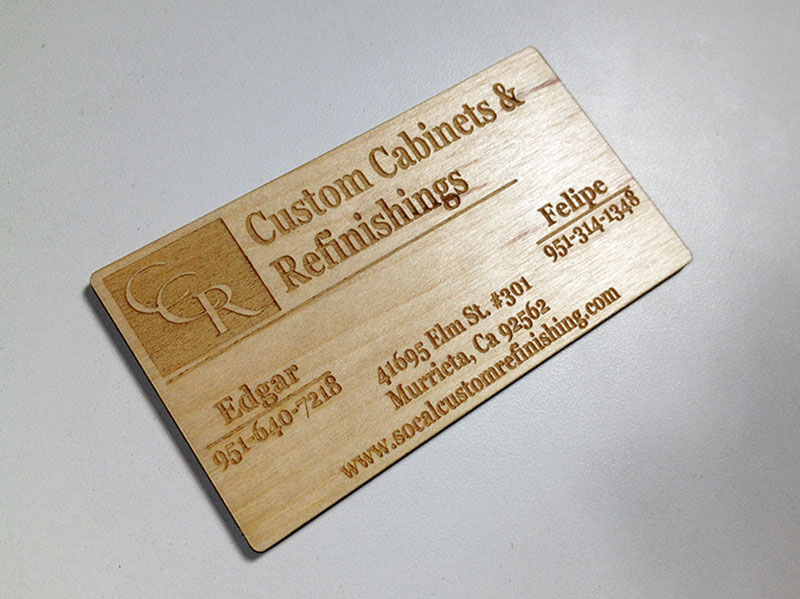 CCR
Custom Cabinets &
Refinishings
Edgar
951-640-7218
Felipe
951-314-1348
41695 Elm St. #301
Murrieta, Ca 92562
www.socalcustomrefinishing.com